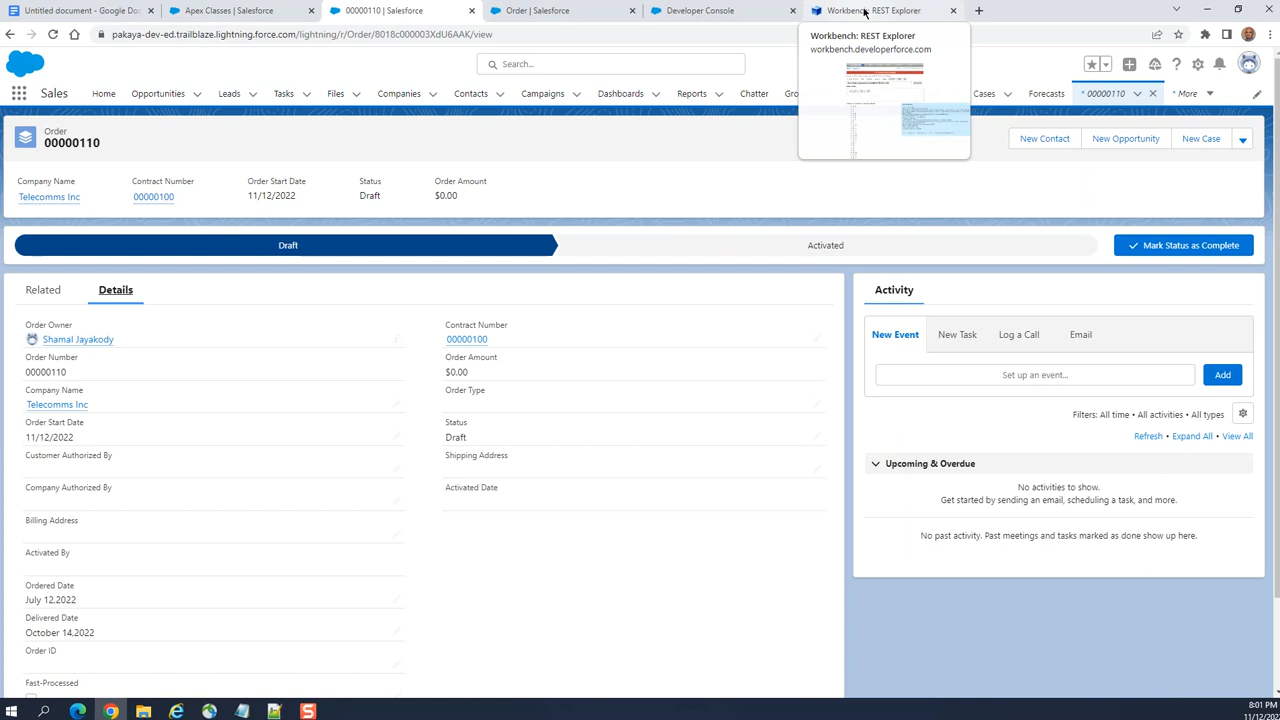 Untitled document - Google Doc
Apex Classes | Salesforce
00000110 | Salesforce
Order | Salesforce
Developer Console
Workbench: REST Explorer
pakaya-dev-ed.trailblaze.lightning.force.com/lightning/r/Order/8018c000003XdU6AAK/view
Workbench: REST Explorer
workbench.developerforce.com
Search...
Sales
Opportunities
Leads
Tasks
Files
Companies
Contacts
Campaigns
Dashboards
Reports
Chatter
Cases
Forecasts
* 00000110
* More
Order
00000110
New Contact
New Opportunity
New Case
Company Name
Contract Number
Order Start Date
Status
Order Amount
Telecomms Inc
00000100
11/12/2022
Draft
$0.00
Draft
Activated
Mark Status as Complete
Related
Details
Order Owner
Shamal Jayakody
Contract Number
00000100
Order Number
00000110
Order Amount
$0.00
Company Name
Telecomms Inc
Order Type
Order Start Date
11/12/2022
Status
Draft
Customer Authorized By
Shipping Address
Company Authorized By
Activated Date
Billing Address
Activated By
Ordered Date
July 12,2022
Delivered Date
October 14,2022
Order ID
Fast-Processed
Activity
New Event
New Task
Log a Call
Email
Set up an event...
Add
Filters: All time • All activities • All types
Refresh • Expand All • View All
Upcoming & Overdue
No activities to show.
Get started by sending an email, scheduling a task, and more.
No past activity. Past meetings and tasks marked as done show up here.
8:01 PM